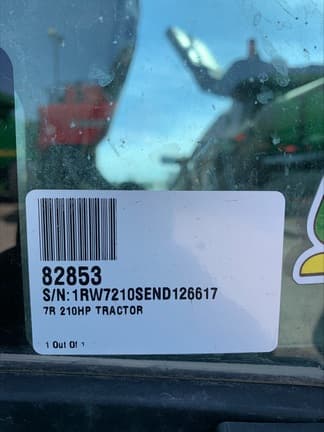 82853
S/N:1RW7210SEND126617
7R 210HP TRACTOR
1 Out Of 1